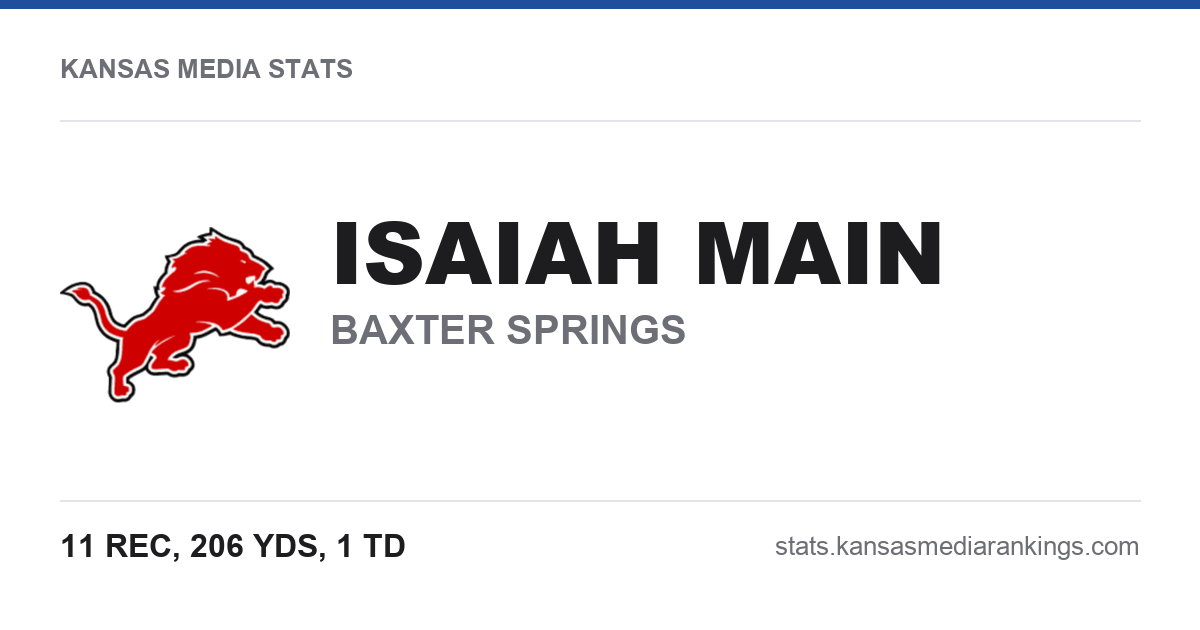 KANSAS MEDIA STATS
ISAIAH MAIN
BAXTER SPRINGS
11 REC, 206 YDS, 1 TD
stats.kansasmediarankings.com